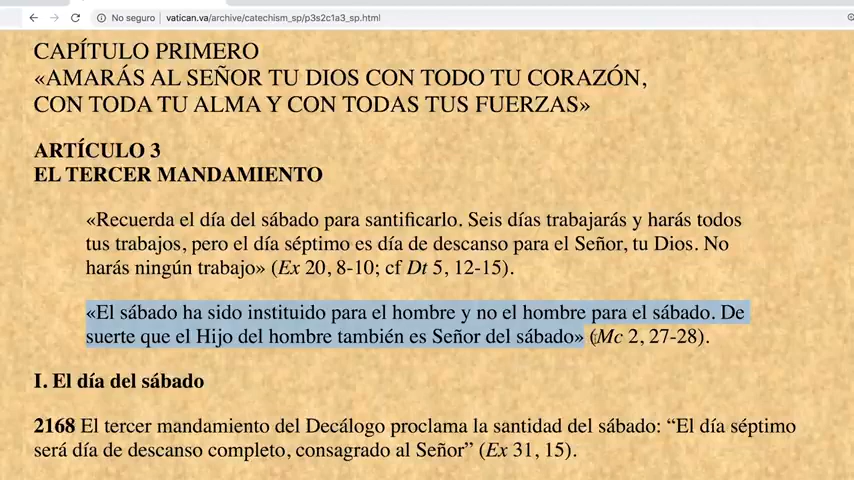 No seguro
vatican.va/archive/catechism_sp/p3s2c1a3_sp.html
CAPÍTULO PRIMERO
«AMARÁS AL SEÑOR TU DIOS CON TODO TU CORAZÓN,
CON TODA TU ALMA Y CON TODAS TUS FUERZAS»
ARTÍCULO 3
EL TERCER MANDAMIENTO
«Recuerda el día del sábado para santificarlo. Seis días trabajarás y harás todos
tus trabajos, pero el día séptimo es día de descanso para el Señor, tu Dios. No
harás ningún trabajo» (Ex 20, 8-10; cf Dt 5, 12-15).
«El sábado ha sido instituido para el hombre y no el hombre para el sábado. De
suerte que el Hijo del hombre también es Señor del sábado» (Mc 2, 27-28).
I. El día del sábado
2168 El tercer mandamiento del Decálogo proclama la santidad del sábado: “El día séptimo
será día de descanso completo, consagrado al Señor” (Ex 31, 15).